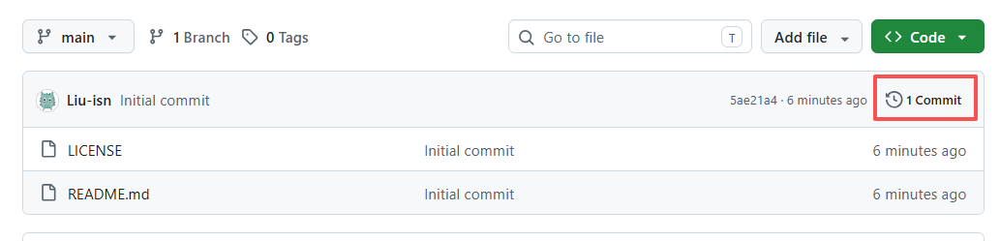 main 1 Branch 0 Tags Go to file T Add file Code
Liu-isn Initial commit 5ae21a4 · 6 minutes ago 1 Commit
LICENSE Initial commit 6 minutes ago
README.md Initial commit 6 minutes ago